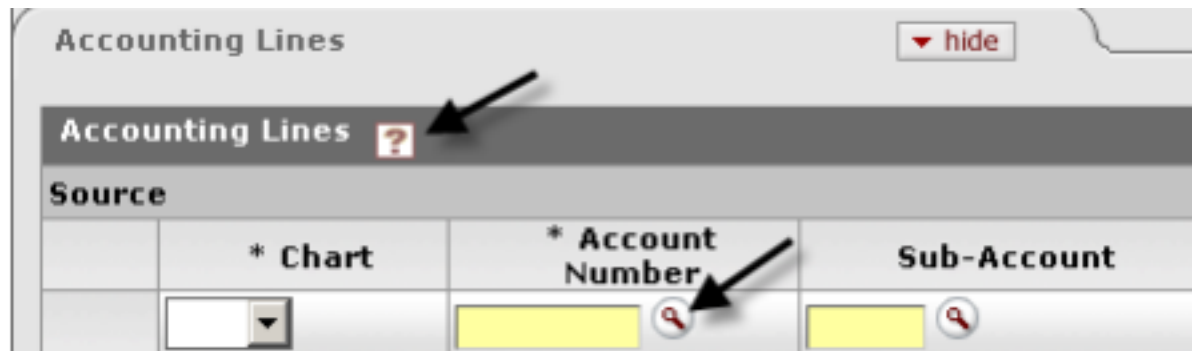 Accounting Lines
hide
Accounting Lines ?
Source
* Chart
* Account
Number
Sub-Account